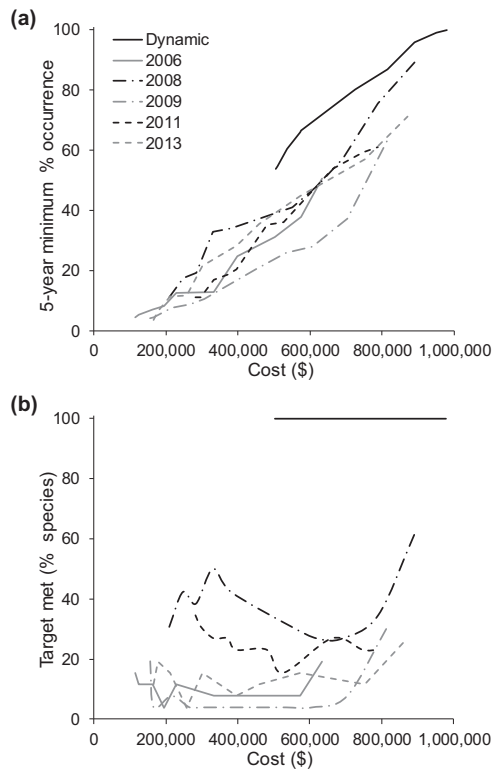 (a)
100
80
60
40
20
0
5-year minimum % occurrence
Dynamic
2006
2008
2009
2011
2013
0 200,000 400,000 600,000 800,000 1,000,000
Cost ($)
(b)
100
80
60
40
20
0
Target met (% species)
0 200,000 400,000 600,000 800,000 1,000,000
Cost ($)